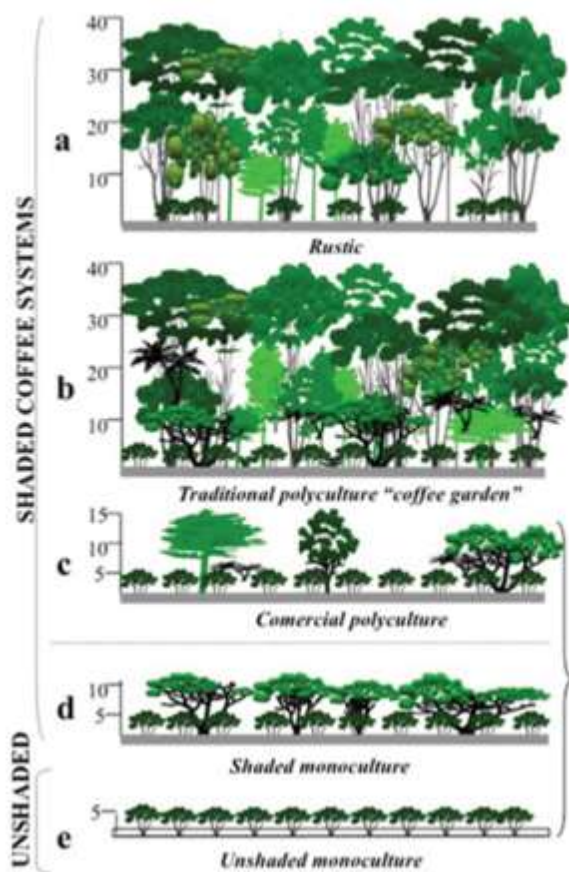 SHADED COFFEE SYSTEMS
40
30
a
20
10
Rustic
40
30
b
20
10
Traditional polyculture “coffee garden”
15
10
c
5
Comercial polyculture
10
d
5
Shaded monoculture
UNSHADED
5
e
Unshaded monoculture